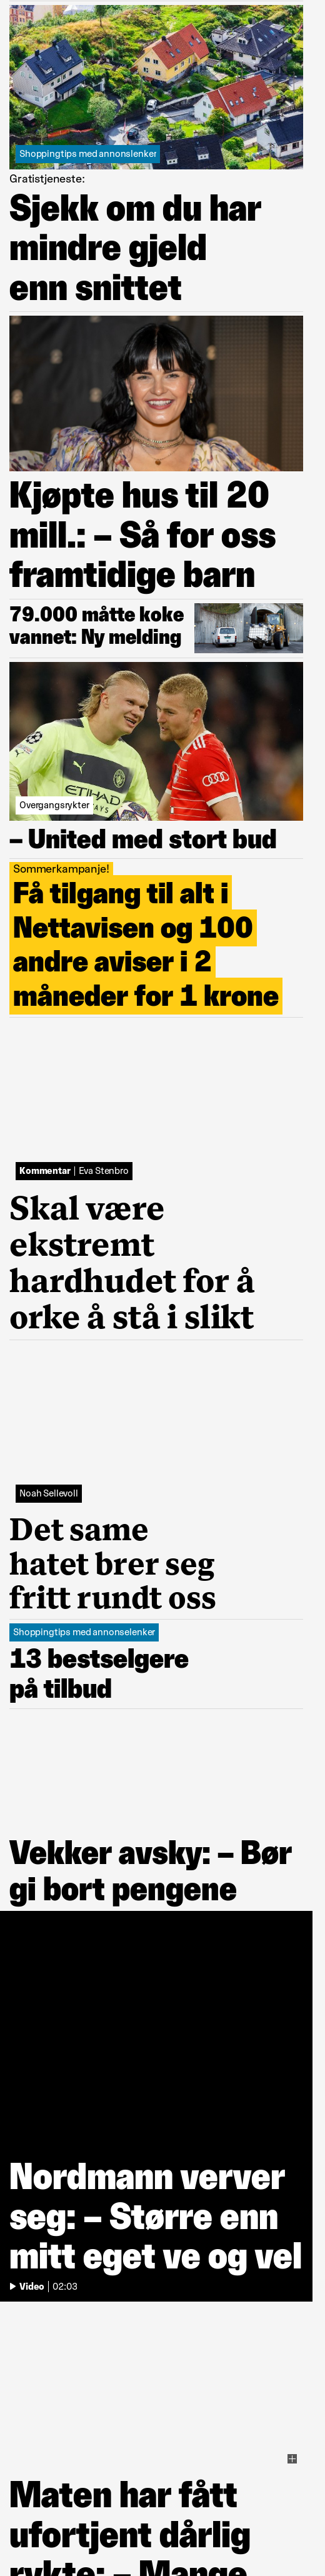 Shoppingtips med annonslenker
Gratistjeneste:
Sjekk om du har
mindre gjeld
enn snittet
Kjøpte hus til 20
mill.: – Så for oss
framtidige barn
79.000 måtte koke
vannet: Ny melding
ETIHAD
Overgangsrykter
– United med stort bud
Sommerkampanje!
Få tilgang til alt i
Nettavisen og 100
andre aviser i 2
måneder for 1 krone
Kommentar | Eva Stenbro
Skal være
ekstremt
hardhudet for å
orke å stå i slikt
Noah Sellevoll
Det same
hatet brer seg
fritt rundt oss
Shoppingtips med annonselenker
13 bestselgere
på tilbud
Vekker avsky: – Bør
gi bort pengene
Nordmann verver
seg: – Større enn
mitt eget ve og vel
Video | 02:03
Maten har fått
ufortjent dårlig
rykte: – Mange